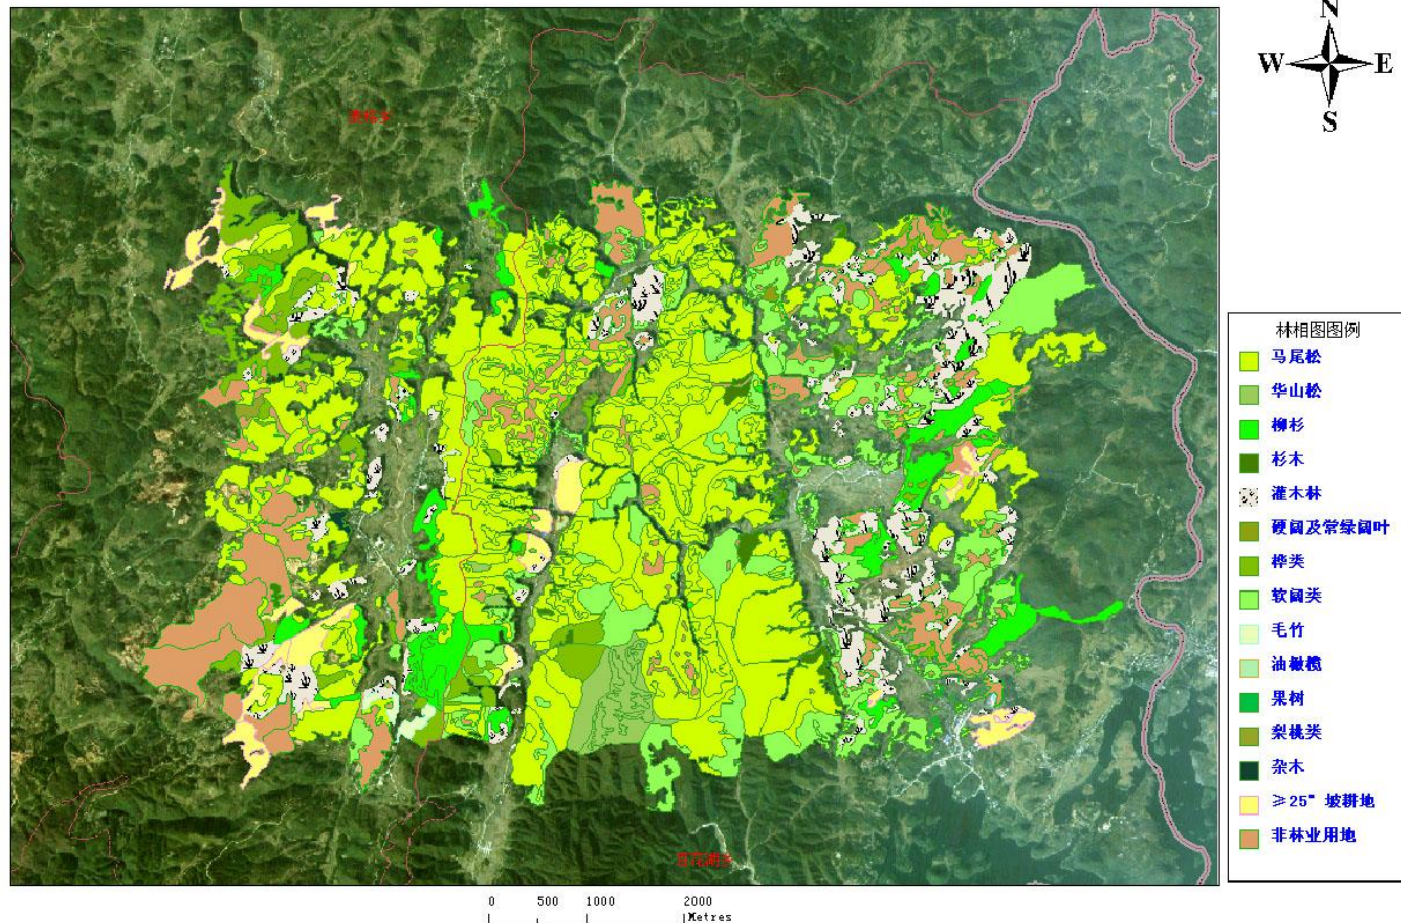 N
W E
S
林相图图例
马尾松
华山松
柳杉
杉木
灌木林
硬阔及常绿阔叶
桦类
软阔类
毛竹
油橄榄
果树
梨桃类
杂木
≥25° 坡耕地
非林业用地
0 500 1000 2000
Metres